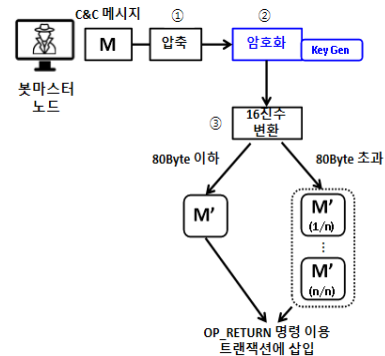 C&C 메시지
①
②
M
압축
암호화
Key Gen
봇마스터
노드
③
16진수
변환
80Byte 이하
80Byte 초과
M’
M’
(1/n)
⋮
M’
(n/n)
OP_RETURN 명령 이용
트랜잭션에 삽입